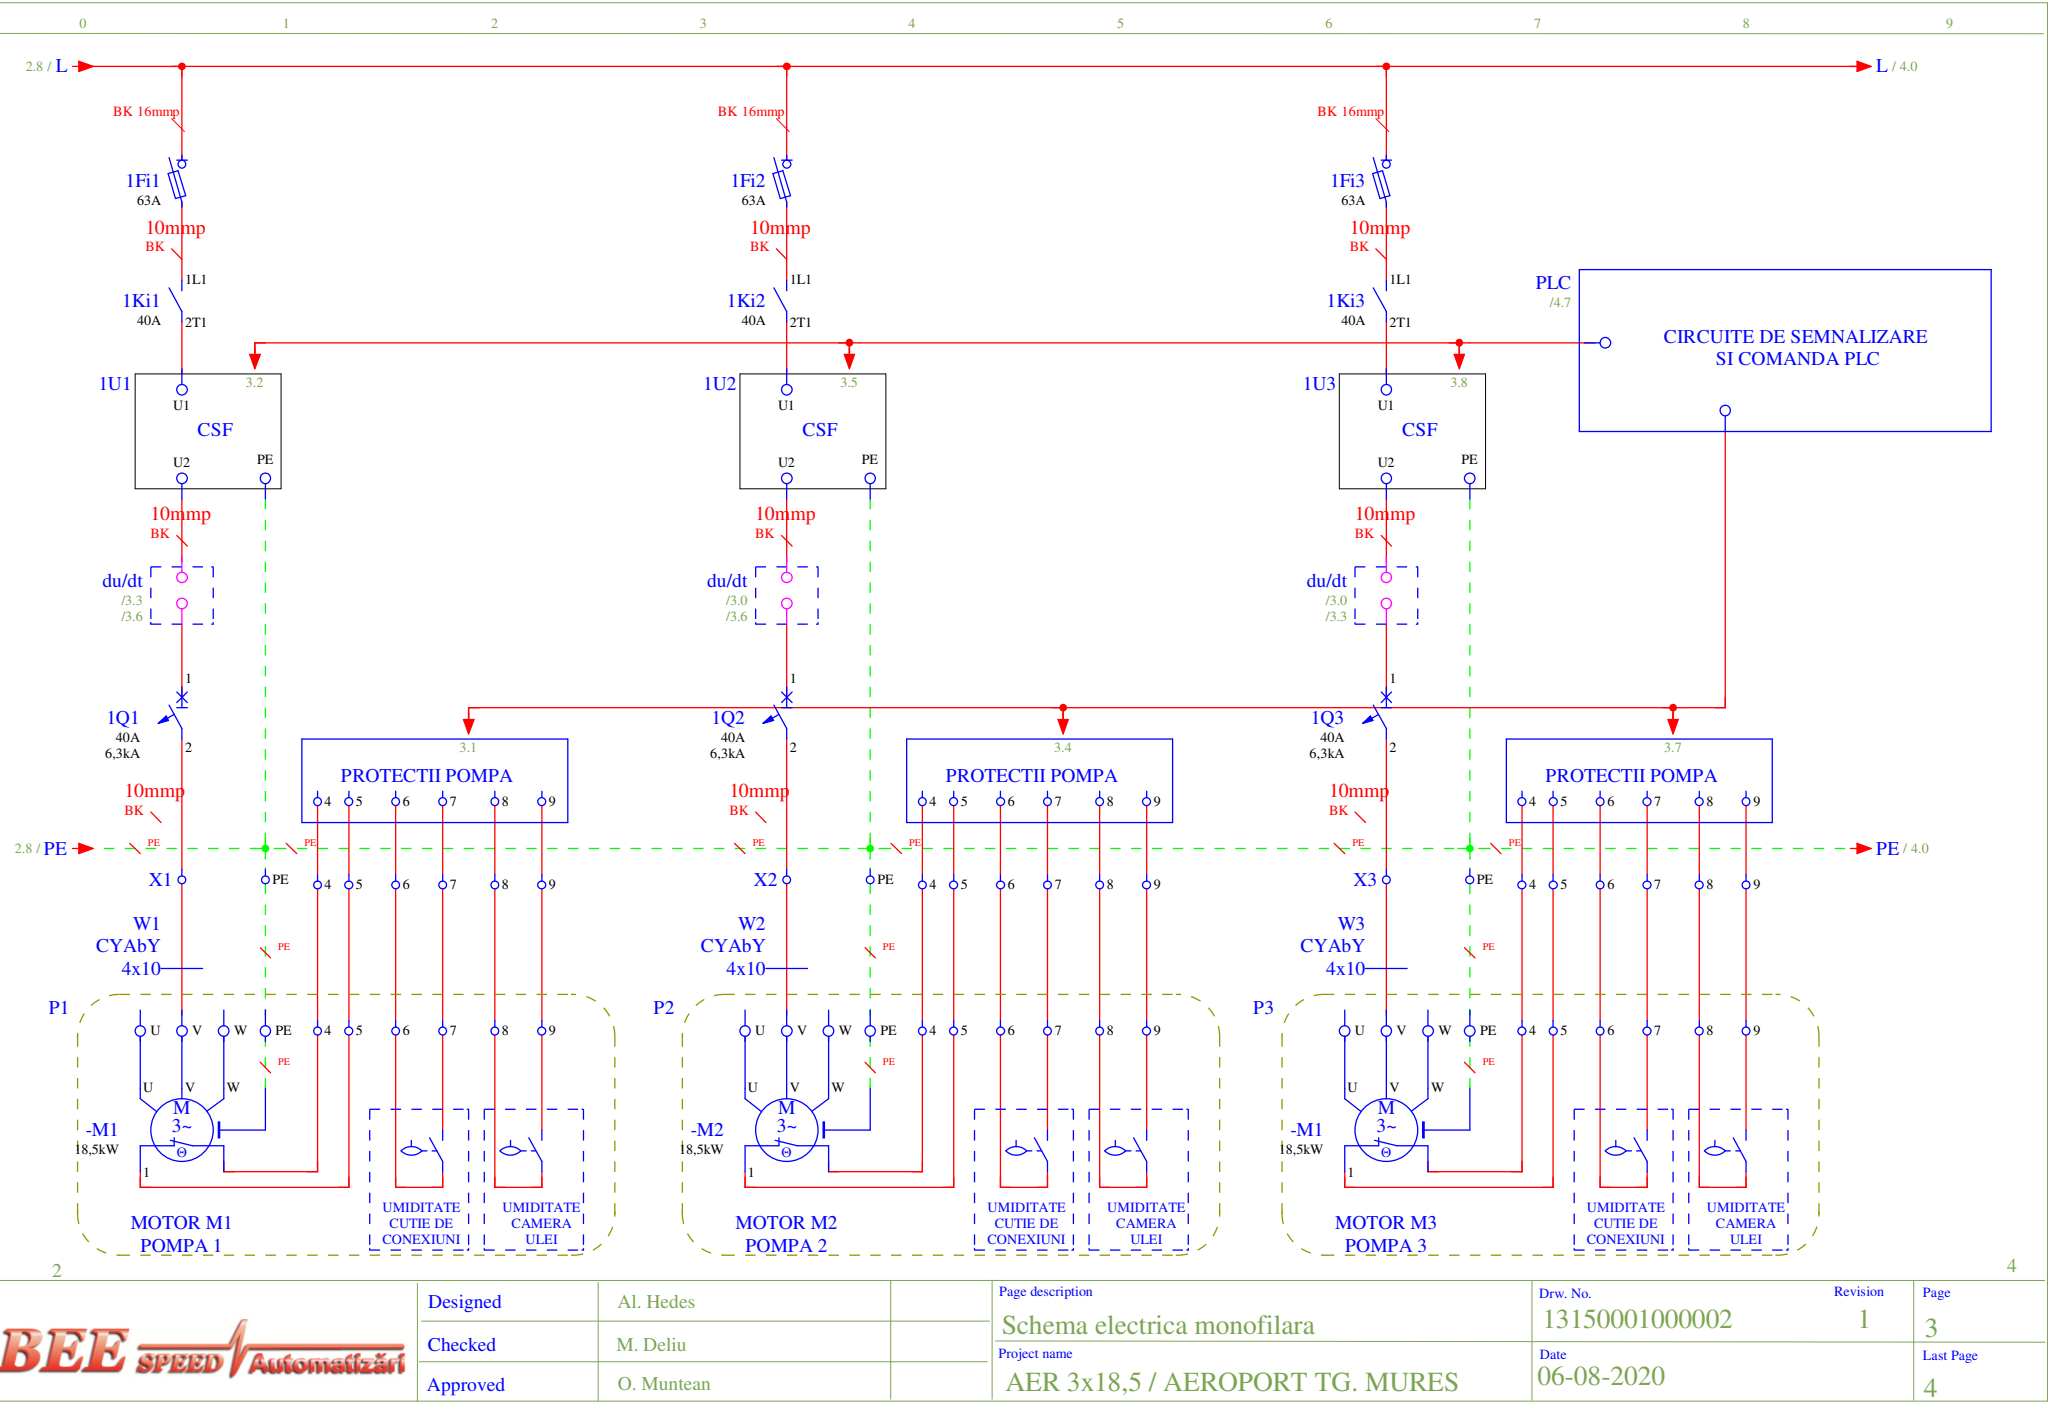 0 1 2 3 4 5 6 7 8 9
2.8 / L
L / 4.0
BK 16mmp BK 16mmp BK 16mmp
1Fi1 1Fi2 1Fi3
63A 63A 63A
10mmp 10mmp 10mmp
BK BK BK
1L1 1L1 1L1
PLC
/4.7
1Ki1 1Ki2 1Ki3
40A 40A 40A
2T1 2T1 2T1
CIRCUITE DE SEMNALIZARE
SI COMANDA PLC
1U1 3.2 1U2 3.5 1U3 3.8
U1 U1 U1
CSF CSF CSF
U2 PE U2 PE U2 PE
10mmp 10mmp 10mmp
BK BK BK
du/dt du/dt du/dt
/3.3 /3.0 /3.0
/3.6 /3.6 /3.3
1 1 1
1Q1 1Q2 1Q3
40A 40A 40A
6,3kA 6,3kA 6,3kA
2 2 2
3.1 3.4 3.7
PROTECTII POMPA PROTECTII POMPA PROTECTII POMPA
10mmp 10mmp 10mmp
4 5 6 7 8 9 4 5 6 7 8 9 4 5 6 7 8 9
BK BK BK
2.8 / PE PE PE PE PE PE PE PE / 4.0
X1 PE 4 5 6 7 8 9 X2 PE 4 5 6 7 8 9 X3 PE 4 5 6 7 8 9
W1 W2 W3
CYAbY PE CYAbY PE CYAbY PE
4x10 4x10 4x10
P1 P2 P3
U V W PE 4 5 6 7 8 9 U V W PE 4 5 6 7 8 9 U V W PE 4 5 6 7 8 9
PE PE PE
U V W U V W U V W
M M M
-M1 3~ -M2 3~ -M1 3~
18,5kW Θ 18,5kW Θ 18,5kW Θ
1 1 1
UMIDITATE UMIDITATE UMIDITATE UMIDITATE UMIDITATE UMIDITATE
CUTIE DE CAMERA CUTIE DE CAMERA CUTIE DE CAMERA
CONEXIUNI ULEI CONEXIUNI ULEI CONEXIUNI ULEI
MOTOR M1 MOTOR M2 MOTOR M3
POMPA 1 POMPA 2 POMPA 3
2 4
BEE SPEED Automatizări
Designed Al. Hedes
Checked M. Deliu
Approved O. Muntean
Page description
Schema electrica monofilara
Project name
AER 3x18,5 / AEROPORT TG. MURES
Drw. No. Revision
13150001000002 1
Date
06-08-2020
Page
3
Last Page
4